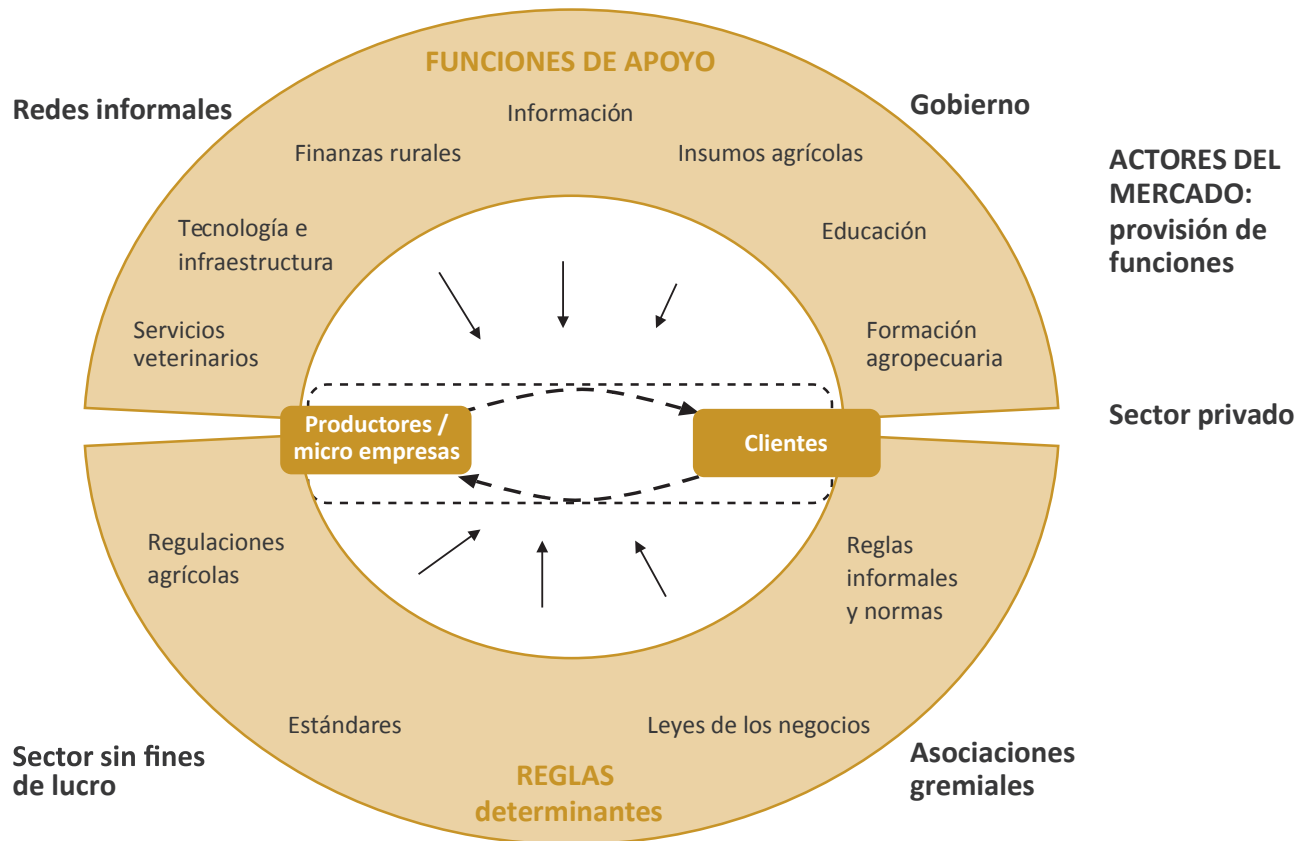 FUNCIONES DE APOYO
Redes informales
Gobierno
Información
Finanzas rurales
Insumos agrícolas
ACTORES DEL
MERCADO:
provisión de
funciones
Tecnología e
infraestructura
Educación
Servicios
veterinarios
Formación
agropecuaria
Sector privado
Productores /
micro empresas
Clientes
Regulaciones
agrícolas
Reglas
informales
y normas
Estándares
Leyes de los negocios
Sector sin fines
de lucro
REGLAS
determinantes
Asociaciones
gremiales